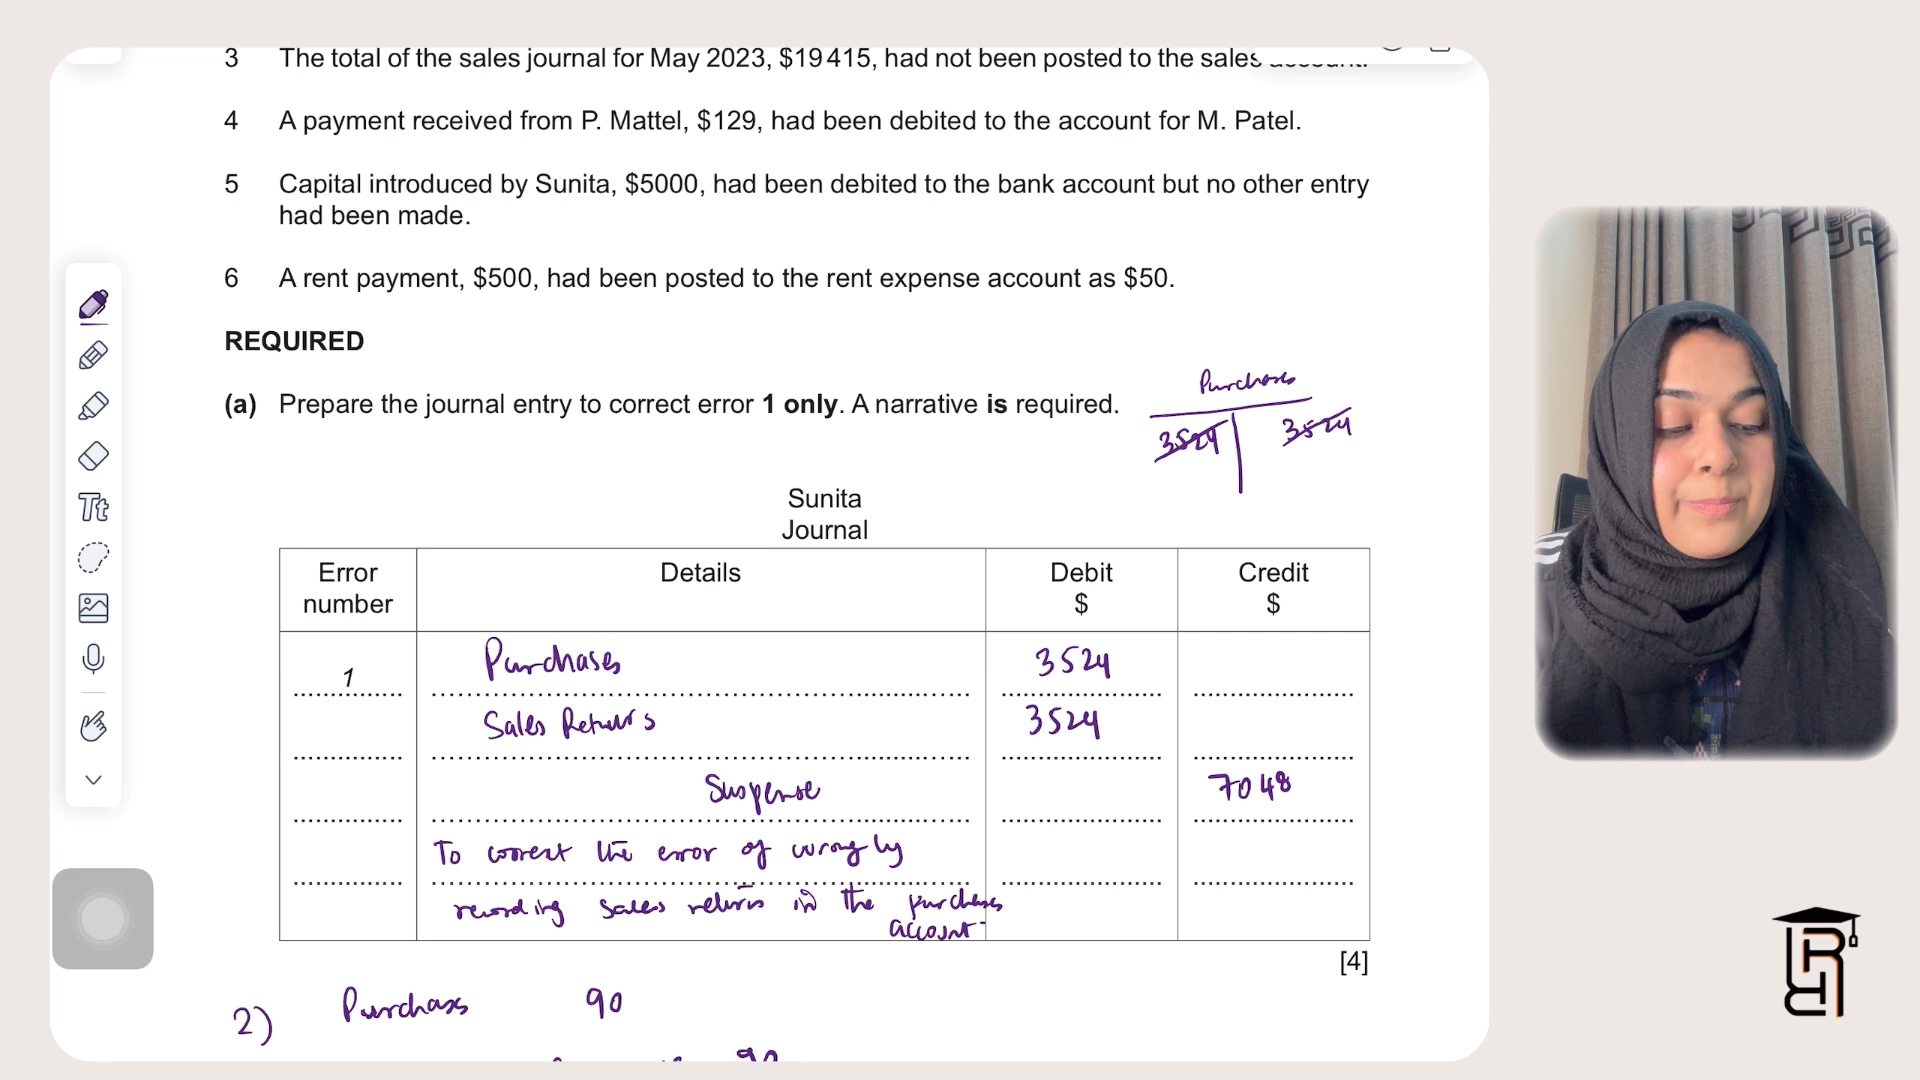 3 The total of the sales journal for May 2023, $19 415, had not been posted to the sales account.
4 A payment received from P. Mattel, $129, had been debited to the account for M. Patel.
5 Capital introduced by Sunita, $5000, had been debited to the bank account but no other entry
had been made.
6 A rent payment, $500, had been posted to the rent expense account as $50.
REQUIRED
(a) Prepare the journal entry to correct error 1 only. A narrative is required.
Purchases
3524 3524
Sunita
Journal
Error number Details Debit $ Credit $
1 Purchases 3524
Sales Returns 3524
Suspense 7048
To correct the error of wrongly
recording sales returns in the purchases
account
[4]
2) Purchases 90
90
Tt